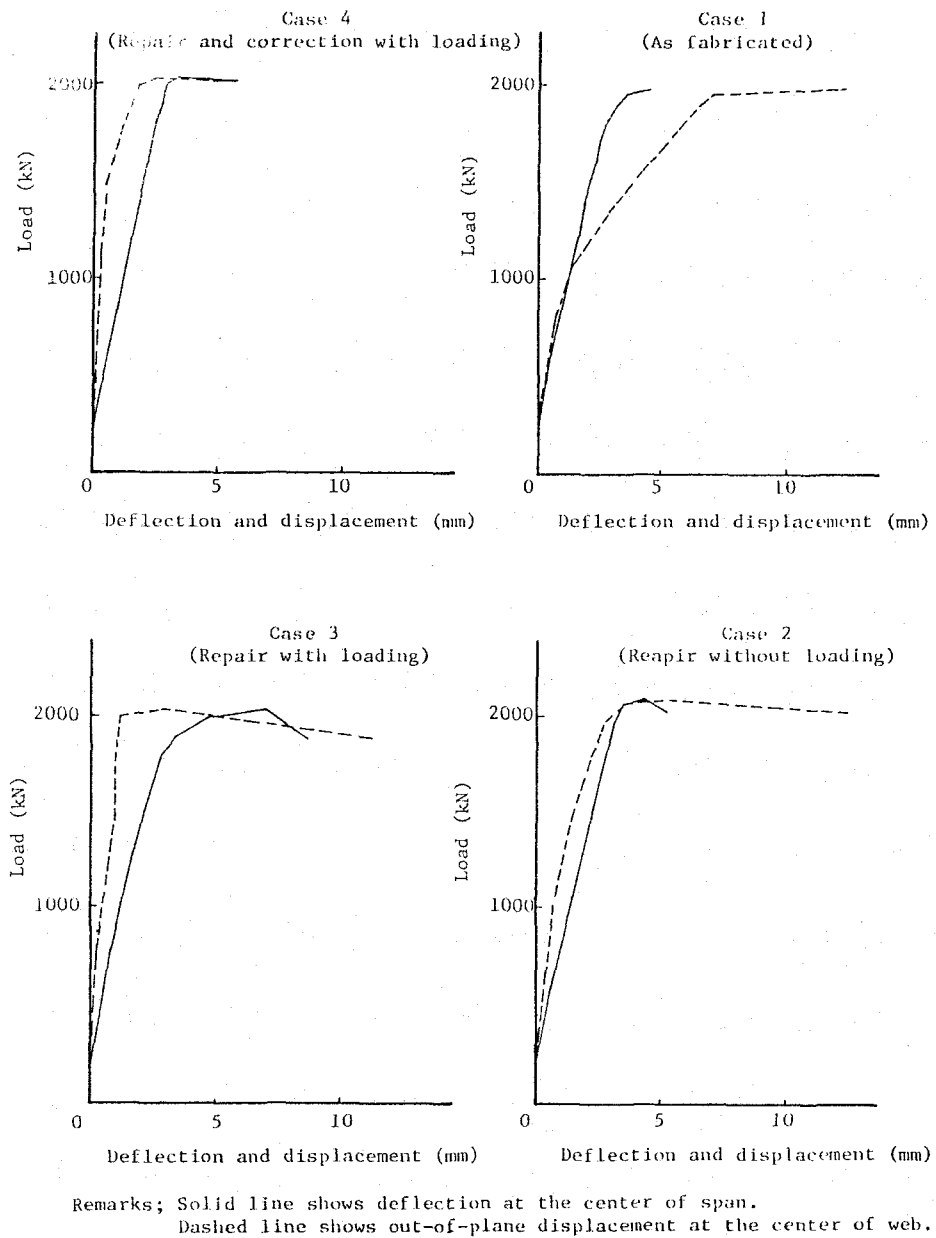 Case 4
(Repair and correction with loading)
2000
1000
Load (kN)
0
5
10
Deflection and displacement (mm)
Case 1
(As fabricated)
2000
1000
Load (kN)
0
5
10
Deflection and displacement (mm)
Case 3
(Repair with loading)
2000
1000
Load (kN)
0
5
10
Deflection and displacement (mm)
Case 2
(Reapir without loading)
2000
1000
Load (kN)
0
5
10
Deflection and displacement (mm)
Remarks; Solid line shows deflection at the center of span.
Dashed line shows out-of-plane displacement at the center of web.